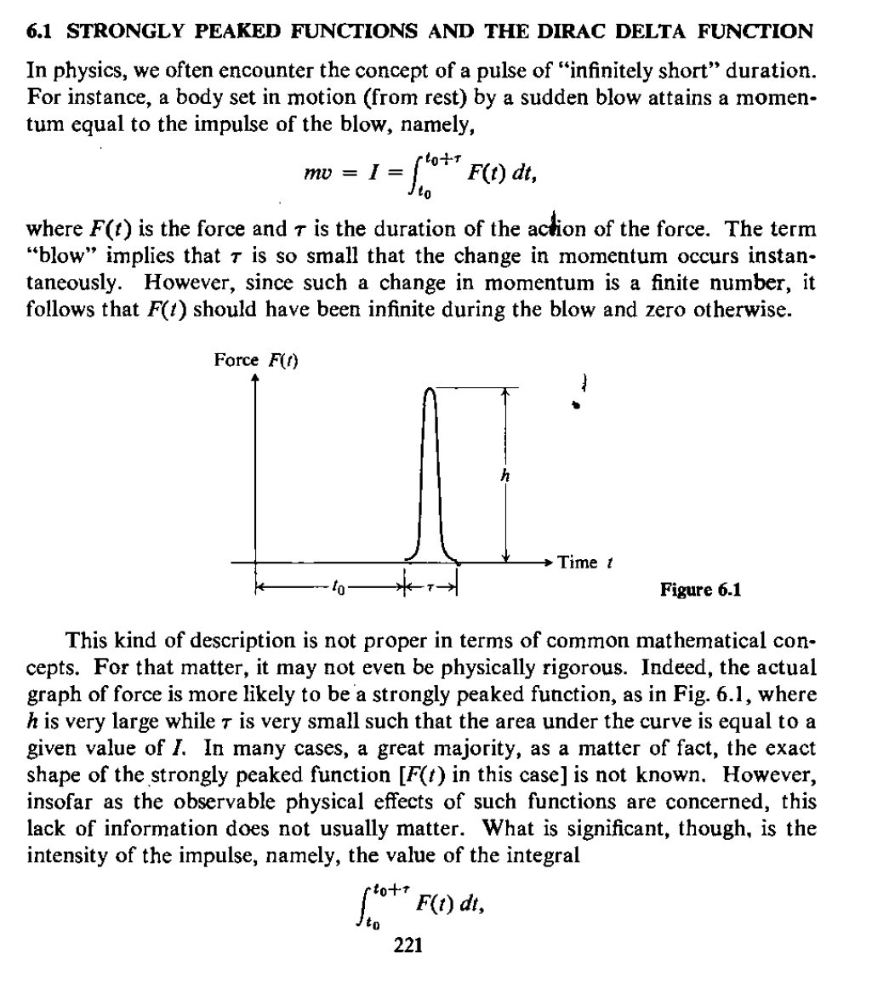 6.1 STRONGLY PEAKED FUNCTIONS AND THE DIRAC DELTA FUNCTION
In physics, we often encounter the concept of a pulse of “infinitely short” duration.
For instance, a body set in motion (from rest) by a sudden blow attains a momen-
tum equal to the impulse of the blow, namely,
mv = I = ∫_{t₀}^{t₀+τ} F(t) dt,
where F(t) is the force and τ is the duration of the action of the force. The term
“blow” implies that τ is so small that the change in momentum occurs instan-
taneously. However, since such a change in momentum is a finite number, it
follows that F(t) should have been infinite during the blow and zero otherwise.
Force F(t)
h
Time t
t₀
τ
Figure 6.1
This kind of description is not proper in terms of common mathematical con-
cepts. For that matter, it may not even be physically rigorous. Indeed, the actual
graph of force is more likely to be a strongly peaked function, as in Fig. 6.1, where
h is very large while τ is very small such that the area under the curve is equal to a
given value of I. In many cases, a great majority, as a matter of fact, the exact
shape of the strongly peaked function [F(t) in this case] is not known. However,
insofar as the observable physical effects of such functions are concerned, this
lack of information does not usually matter. What is significant, though, is the
intensity of the impulse, namely, the value of the integral
∫_{t₀}^{t₀+τ} F(t) dt,
221